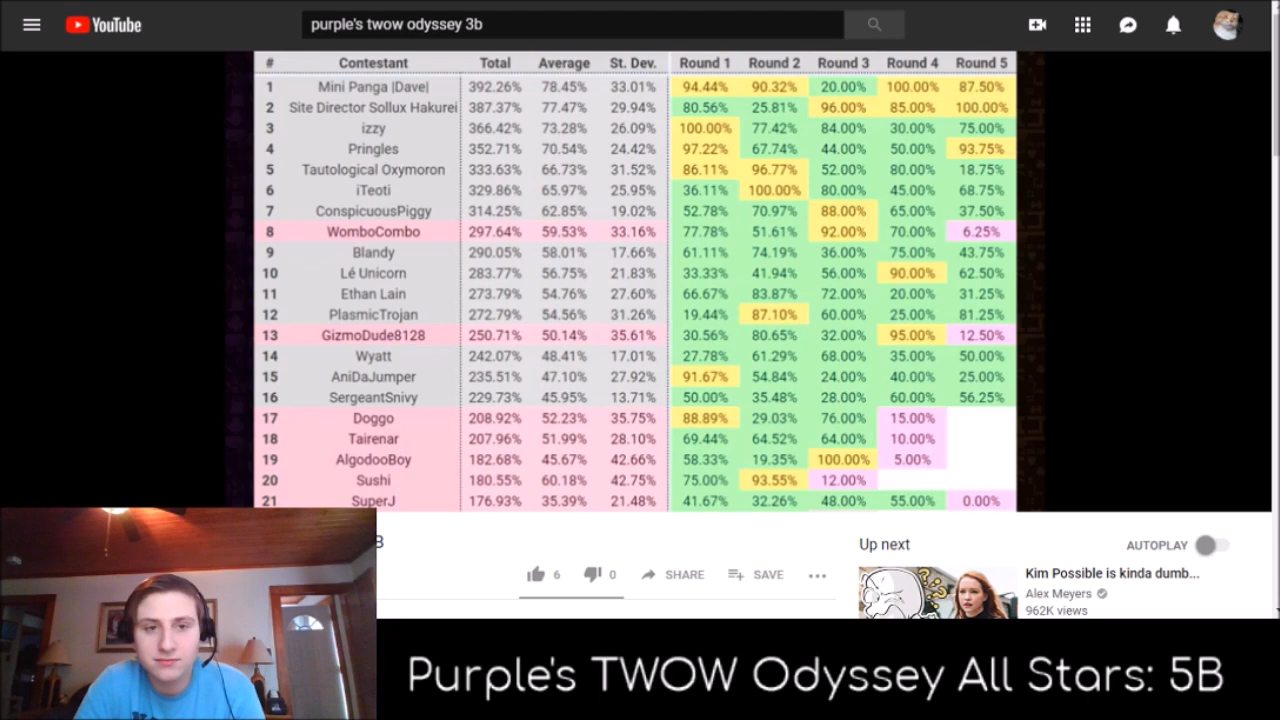 YouTube
purple's twow odyssey 3b
# Contestant Total Average St. Dev. Round 1 Round 2 Round 3 Round 4 Round 5
1 Mini Panga |Dave| 392.26% 78.45% 33.01% 94.44% 90.32% 20.00% 100.00% 87.50%
2 Site Director Sollux Hakurei 387.37% 77.47% 29.94% 80.56% 25.81% 96.00% 85.00% 100.00%
3 izzy 366.42% 73.28% 26.09% 100.00% 77.42% 84.00% 30.00% 75.00%
4 Pringles 352.71% 70.54% 24.42% 97.22% 67.74% 44.00% 50.00% 93.75%
5 Tautological Oxymoron 333.63% 66.73% 31.52% 86.11% 96.77% 52.00% 80.00% 18.75%
6 iTeoti 329.86% 65.97% 25.95% 36.11% 100.00% 80.00% 45.00% 68.75%
7 ConspicuousPiggy 314.25% 62.85% 19.02% 52.78% 70.97% 88.00% 65.00% 37.50%
8 WomboCombo 297.64% 59.53% 33.16% 77.78% 51.61% 92.00% 70.00% 6.25%
9 Blandy 290.05% 58.01% 17.66% 61.11% 74.19% 36.00% 75.00% 43.75%
10 Lé Unicorn 283.77% 56.75% 21.83% 33.33% 41.94% 56.00% 90.00% 62.50%
11 Ethan Lain 273.79% 54.76% 27.60% 66.67% 83.87% 72.00% 20.00% 31.25%
12 PlasmicTrojan 272.79% 54.56% 31.26% 19.44% 87.10% 60.00% 25.00% 81.25%
13 GizmoDude8128 250.71% 50.14% 35.61% 30.56% 80.65% 32.00% 95.00% 12.50%
14 Wyatt 242.07% 48.41% 17.01% 27.78% 61.29% 68.00% 35.00% 50.00%
15 AniDaJumper 235.51% 47.10% 27.92% 91.67% 54.84% 24.00% 40.00% 25.00%
16 SergeantSnivy 229.73% 45.95% 13.71% 50.00% 35.48% 28.00% 60.00% 56.25%
17 Doggo 208.92% 52.23% 35.75% 88.89% 29.03% 76.00% 15.00%
18 Tairenar 207.96% 51.99% 28.10% 69.44% 64.52% 64.00% 10.00%
19 AlgodooBoy 182.68% 45.67% 42.66% 58.33% 19.35% 100.00% 5.00%
20 Sushi 180.55% 60.18% 42.75% 75.00% 93.55% 12.00%
21 SuperJ 176.93% 35.39% 21.48% 41.67% 32.26% 48.00% 55.00% 0.00%
B
6 0 SHARE SAVE
Up next AUTOPLAY
Kim Possible is kinda dumb...
Alex Meyers
962K views
Purple's TWOW Odyssey All Stars: 5B